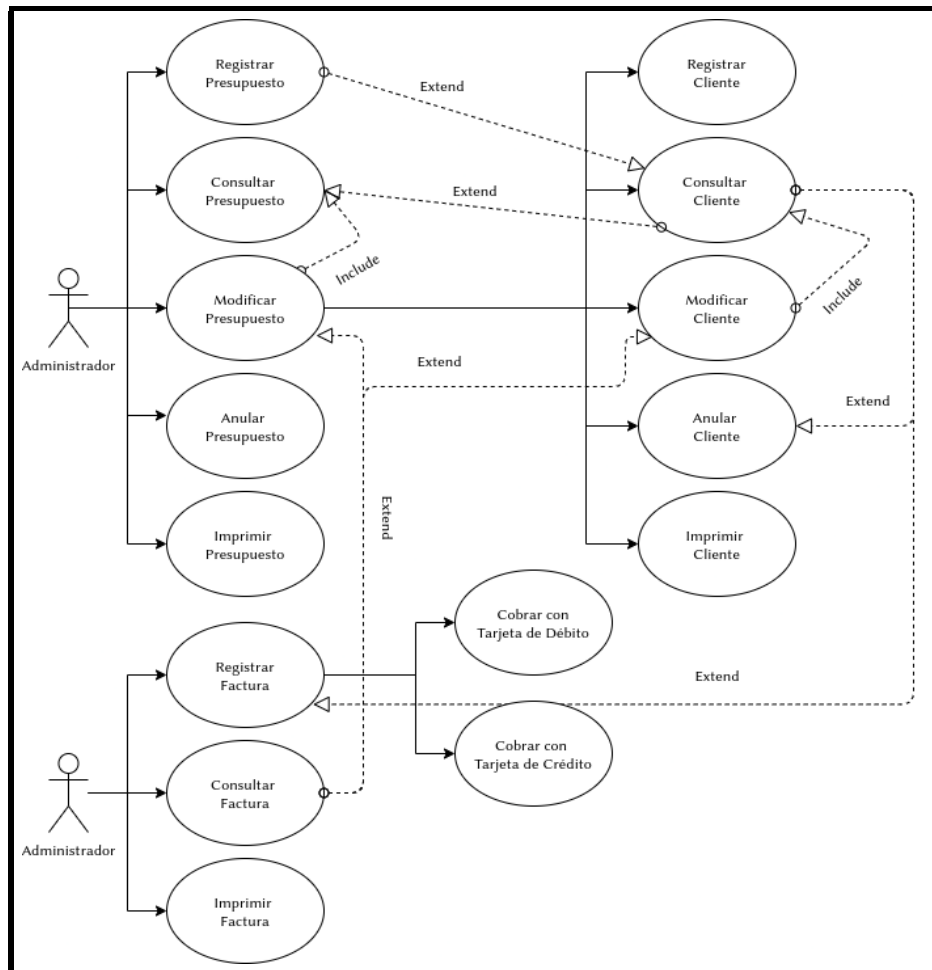 Registrar
Presupuesto
Registrar
Cliente
Extend
Consultar
Presupuesto
Extend
Consultar
Cliente
Include
Modificar
Presupuesto
Modificar
Cliente
Include
Administrador
Extend
Anular
Presupuesto
Anular
Cliente
Extend
Extend
Imprimir
Presupuesto
Imprimir
Cliente
Cobrar con
Tarjeta de Débito
Registrar
Factura
Extend
Cobrar con
Tarjeta de Crédito
Consultar
Factura
Administrador
Imprimir
Factura